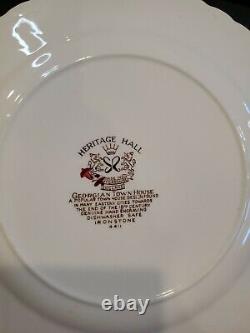 HERITAGE HALL
GEORGIAN TOWN HOUSE
A POPULAR TOWN HOUSE DESIGN FOUND
IN MANY EASTERN CITIES TOWARDS
THE END OF THE 18TH CENTURY
GENUINE HAND ENGRAVING
DISHWASHER SAFE
IRONSTONE
4411